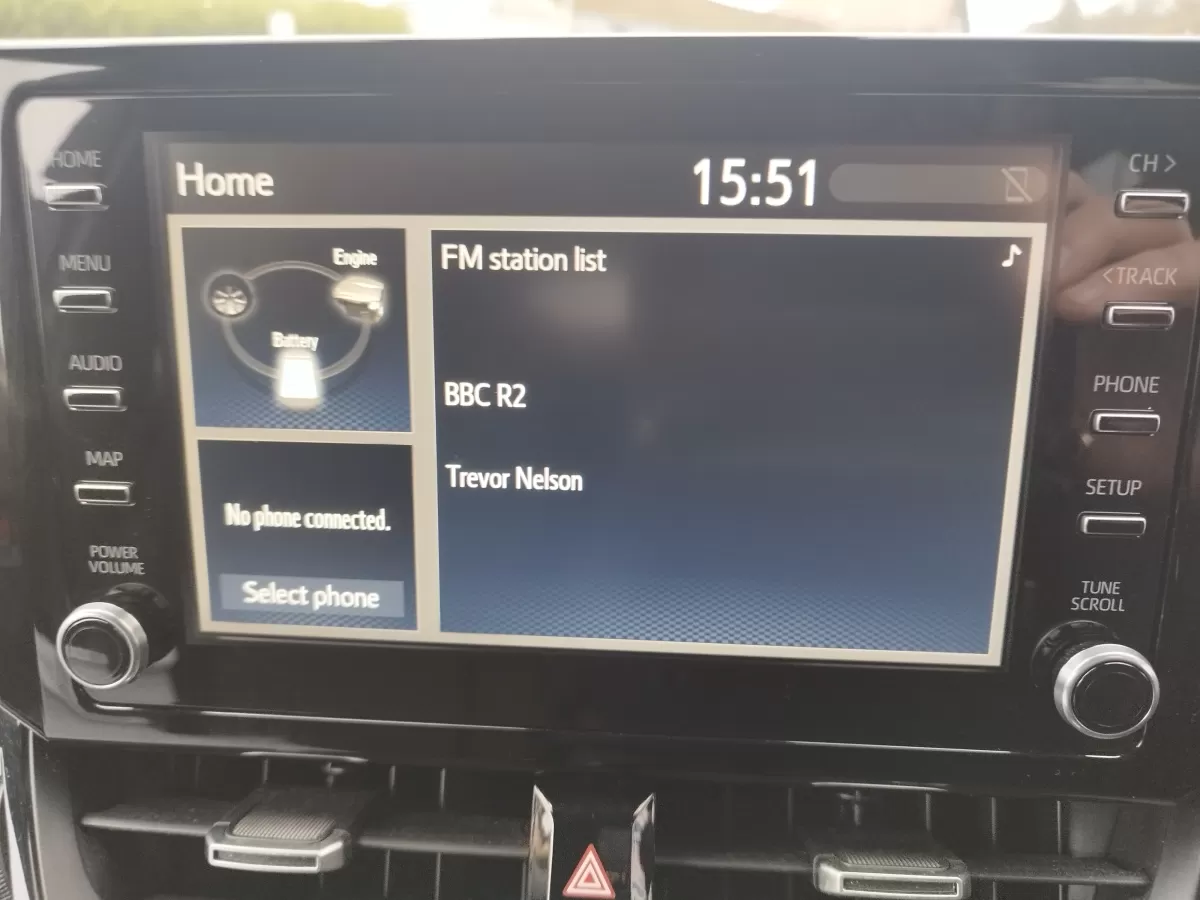 HOME
MENU
AUDIO
MAP
POWER
VOLUME
Home
15:51
Engine
Battery
No phone connected.
Select phone
FM station list
BBC R2
Trevor Nelson
CH >
< TRACK
PHONE
SETUP
TUNE
SCROLL